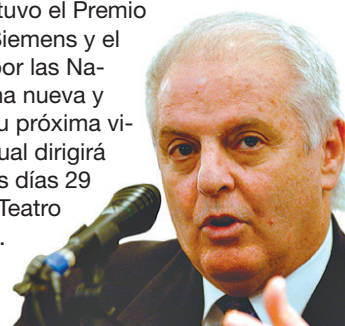 tuvo el Premio
Siemens y el
por las Na-
na nueva y
u próxima vi-
ual dirigirá
s días 29
Teatro
.